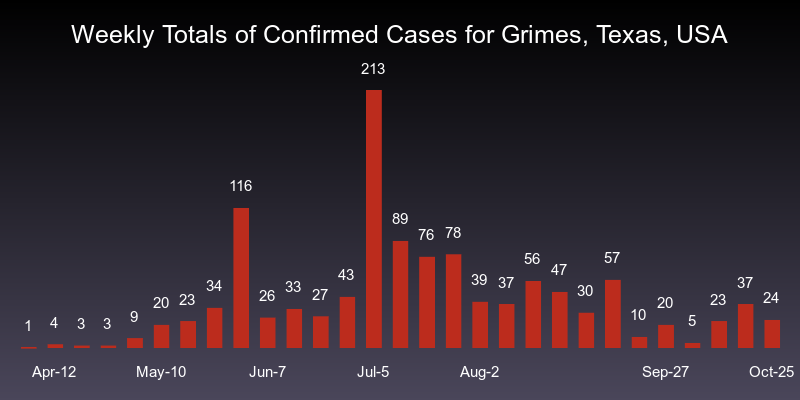 Weekly Totals of Confirmed Cases for Grimes, Texas, USA
1 4 3 3 9 20 23 34 116 26 33 27 43 213 89 76 78 39 37 56 47 30 57 10 20 5 23 37 24
Apr-12 May-10 Jun-7 Jul-5 Aug-2 Sep-27 Oct-25